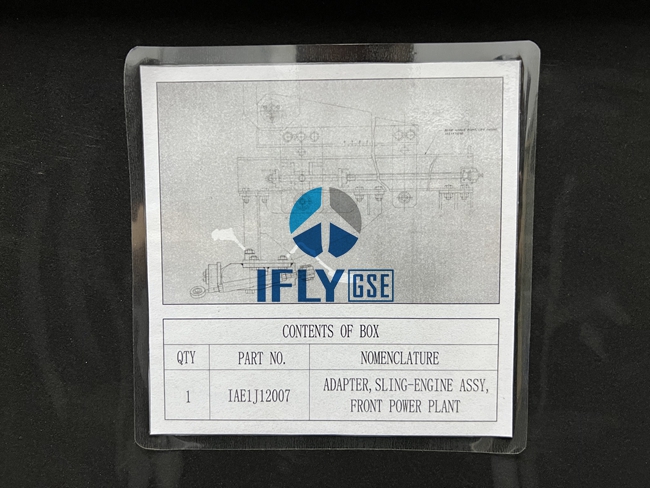 IFLY GSE
CONTENTS OF BOX
QTY PART NO. NOMENCLATURE
1 IAE1J12007 ADAPTER,SLING-ENGINE ASSY,
FRONT POWER PLANT